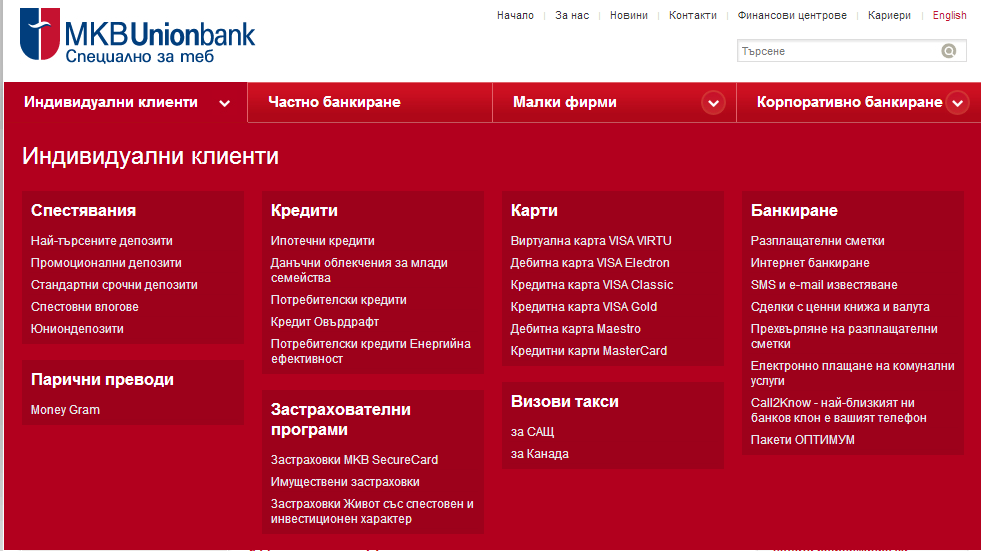 MKBUnionbank
Специално за теб
Начало
За нас
Новини
Контакти
Финансови центрове
Кариери
English
Търсене
Индивидуални клиенти
Частно банкиране
Малки фирми
Корпоративно банкиране
Индивидуални клиенти
Спестявания
Най-търсените депозити
Промоционални депозити
Стандартни срочни депозити
Спестовни влогове
Юниондепозити
Парични преводи
Money Gram
Кредити
Ипотечни кредити
Данъчни облекчения за млади
семейства
Потребителски кредити
Кредит Овърдрафт
Потребителски кредити Енергийна
ефективност
Застрахователни
програми
Застраховки MKB SecureCard
Имуществени застраховки
Застраховки Живот със спестовен и
инвестиционен характер
Карти
Виртуална карта VISA VIRTU
Дебитна карта VISA Electron
Кредитна карта VISA Classic
Кредитна карта VISA Gold
Дебитна карта Maestro
Кредитни карти MasterCard
Визови такси
за САЩ
за Канада
Банкиране
Разплащателни сметки
Интернет банкиране
SMS и e-mail известяване
Сделки с ценни книжа и валута
Прехвърляне на разплащателни
сметки
Електронно плащане на комунални
услуги
Call2Know - най-близкият ни
банков клон е вашият телефон
Пакети ОПТИМУМ